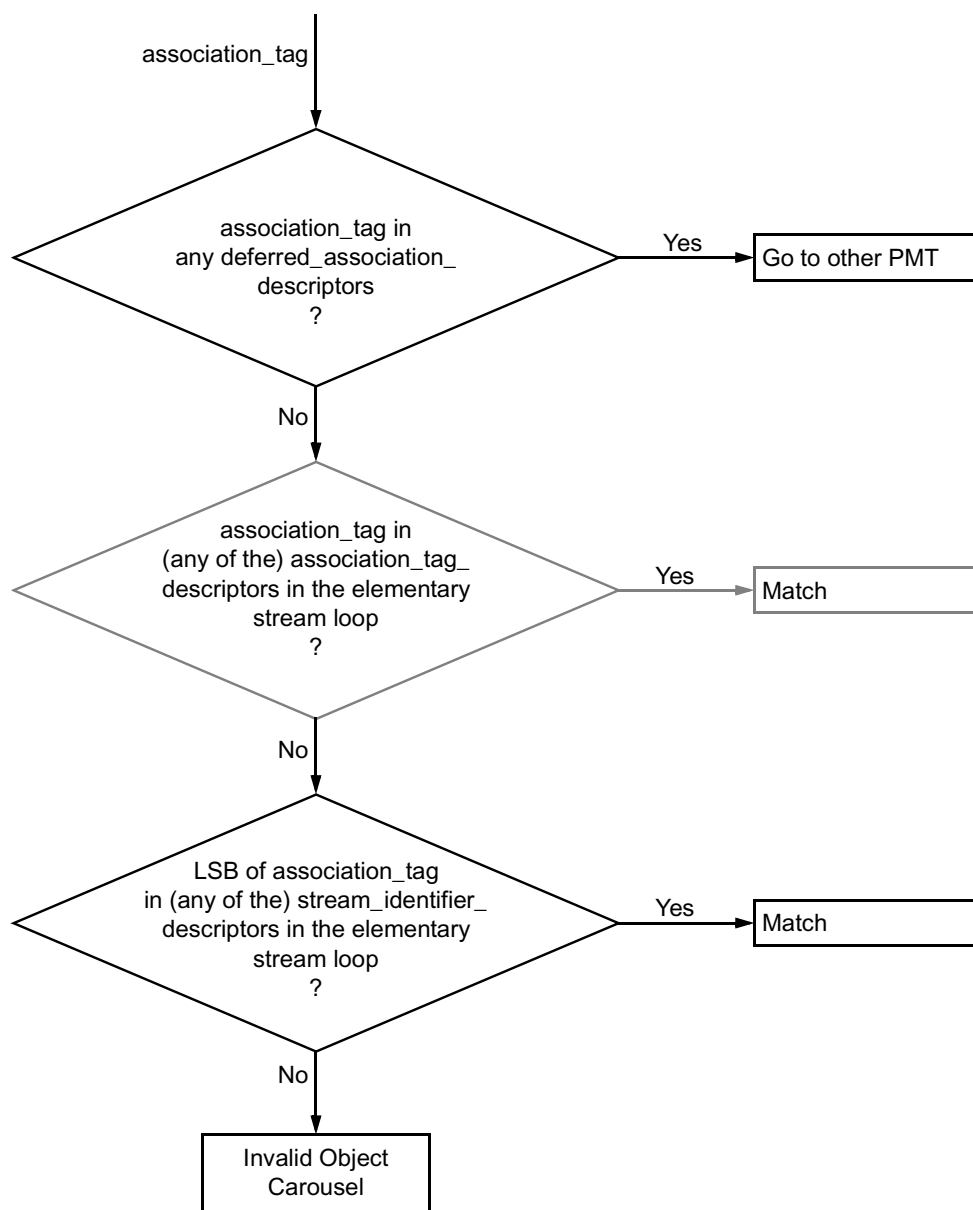 association_tag
association_tag in
any deferred_association_
descriptors
?
Yes
Go to other PMT
No
association_tag in
(any of the) association_tag_
descriptors in the elementary
stream loop
?
Yes
Match
No
LSB of association_tag
in (any of the) stream_identifier_
descriptors in the elementary
stream loop
?
Yes
Match
No
Invalid Object
Carousel